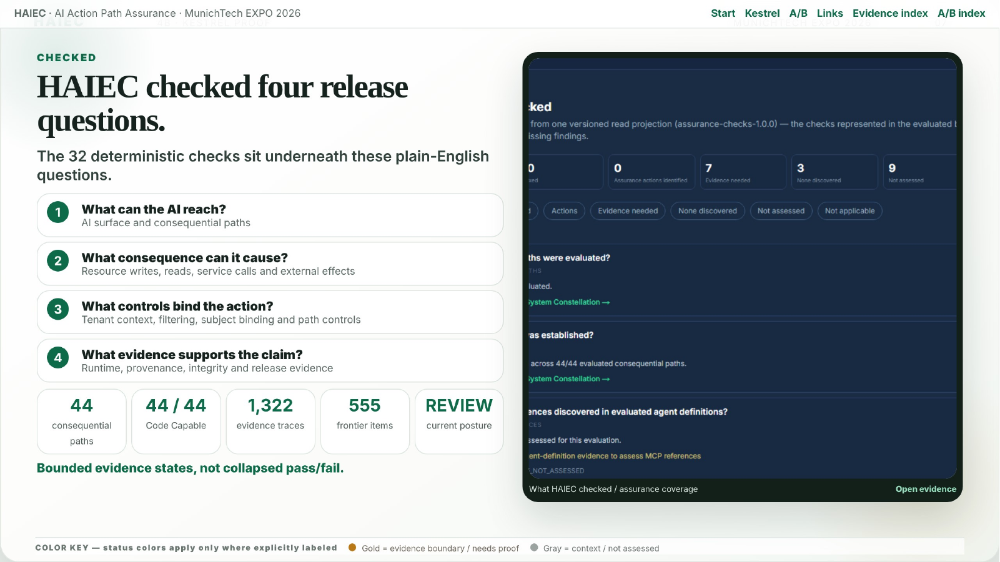 HAIEC · AI Action Path Assurance · MunichTech EXPO 2026
Start Kestrel A/B Links Evidence index A/B index
CHECKED
HAIEC checked four release
questions.
The 32 deterministic checks sit underneath these plain-English
questions.
1 What can the AI reach?
AI surface and consequential paths
2 What consequence can it cause?
Resource writes, reads, service calls and external effects
3 What controls bind the action?
Tenant context, filtering, subject binding and path controls
4 What evidence supports the claim?
Runtime, provenance, integrity and release evidence
44
consequential
paths
44 / 44
Code Capable
1,322
evidence traces
555
frontier items
REVIEW
current posture
Bounded evidence states, not collapsed pass/fail.
cked
from one versioned read projection (assurance-checks-1.0.0) — the checks represented in the evaluated b
issing findings.
0
0
Assurance actions identified
7
Evidence needed
3
None discovered
9
Not assessed
Actions Evidence needed None discovered Not assessed Not applicable
ths were evaluated?
THS
luated.
System Constellation →
was established?
across 44/44 evaluated consequential paths.
System Constellation →
ences discovered in evaluated agent definitions?
CES
ssessed for this evaluation.
ent-definition evidence to assess MCP references
_NOT_ASSESSED
What HAIEC checked / assurance coverage
Open evidence
COLOR KEY — status colors apply only where explicitly labeled Gold = evidence boundary / needs proof Gray = context / not assessed